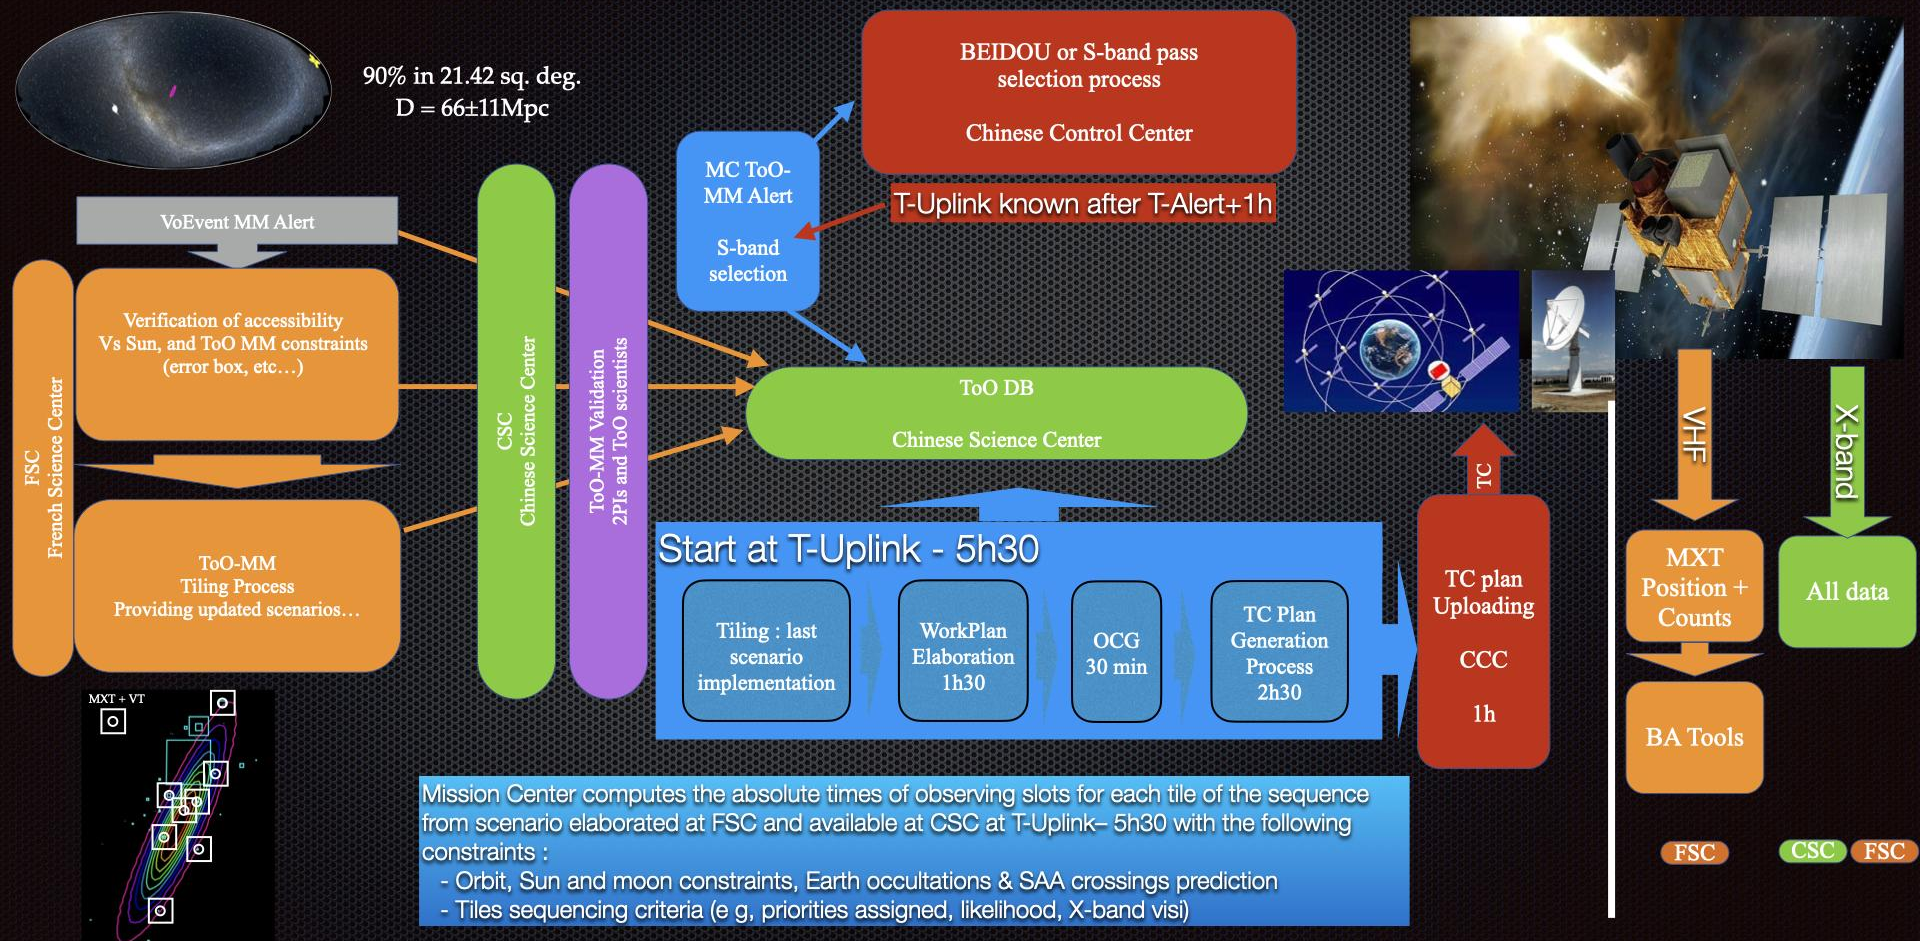 90% in 21.42 sq. deg.
D = 66±11Mpc
VoEvent MM Alert
FSC
French Science Center
Verification of accessibility
Vs Sun, and ToO MM constraints
(error box, etc…)
ToO-MM
Tiling Process
Providing updated scenarios…
MXT + VT
CSC
Chinese Science Center
ToO-MM Validation
2PIs and ToO scientists
MC ToO-
MM Alert
S-band
selection
BEIDOU or S-band pass
selection process
Chinese Control Center
T-Uplink known after T-Alert+1h
ToO DB
Chinese Science Center
Start at T-Uplink - 5h30
Tiling : last
scenario
implementation
WorkPlan
Elaboration
1h30
OCG
30 min
TC Plan
Generation
Process
2h30
TC
TC plan
Uploading
CCC
1h
Mission Center computes the absolute times of observing slots for each tile of the sequence
from scenario elaborated at FSC and available at CSC at T-Uplink– 5h30 with the following
constraints :
- Orbit, Sun and moon constraints, Earth occultations & SAA crossings prediction
- Tiles sequencing criteria (e g, priorities assigned, likelihood, X-band visi)
VHF
MXT
Position +
Counts
BA Tools
FSC
X-band
All data
CSC
FSC